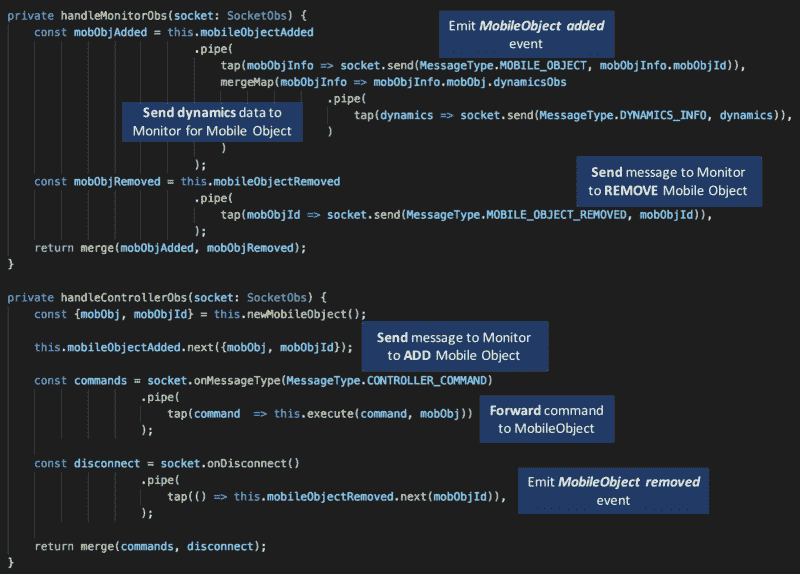 private handleMonitorObs(socket: SocketObs) {
const mobObjAdded = this.mobileObjectAdded
Emit MobileObject added
event
.pipe(
tap(mobObjInfo => socket.send(MessageType.MOBILE_OBJECT, mobObjInfo.mobObjId)),
mergeMap(mobObjInfo => mobObjInfo.mobObj.dynamicsObs
.pipe(
Send dynamics data to
Monitor for Mobile Object
tap(dynamics => socket.send(MessageType.DYNAMICS_INFO, dynamics)),
)
)
);
const mobObjRemoved = this.mobileObjectRemoved
Send message to Monitor
to REMOVE Mobile Object
.pipe(
tap(mobObjId => socket.send(MessageType.MOBILE_OBJECT_REMOVED, mobObjId)),
);
return merge(mobObjAdded, mobObjRemoved);
}
private handleControllerObs(socket: SocketObs) {
const {mobObj, mobObjId} = this.newMobileObject();
this.mobileObjectAdded.next({mobObj, mobObjId});
Send message to Monitor
to ADD Mobile Object
const commands = socket.onMessageType(MessageType.CONTROLLER_COMMAND)
.pipe(
tap(command => this.execute(command, mobObj))
);
Forward command
to MobileObject
const disconnect = socket.onDisconnect()
.pipe(
tap(() => this.mobileObjectRemoved.next(mobObjId)),
);
Emit MobileObject removed
event
return merge(commands, disconnect);
}